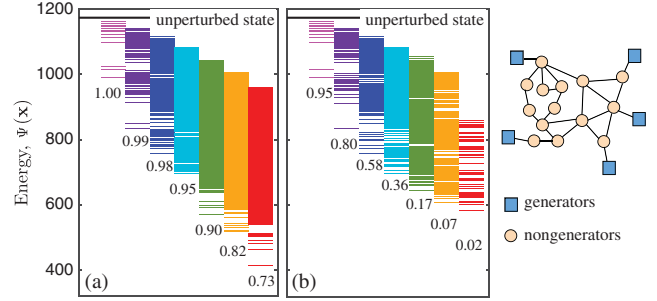 1200
1000
800
600
400
Energy, Ψ(x)
unperturbed state
1.00
0.99
0.98
0.95
0.90
0.82
0.73
(a)
unperturbed state
0.95
0.80
0.58
0.36
0.17
0.07
0.02
(b)
generators
nongenerators